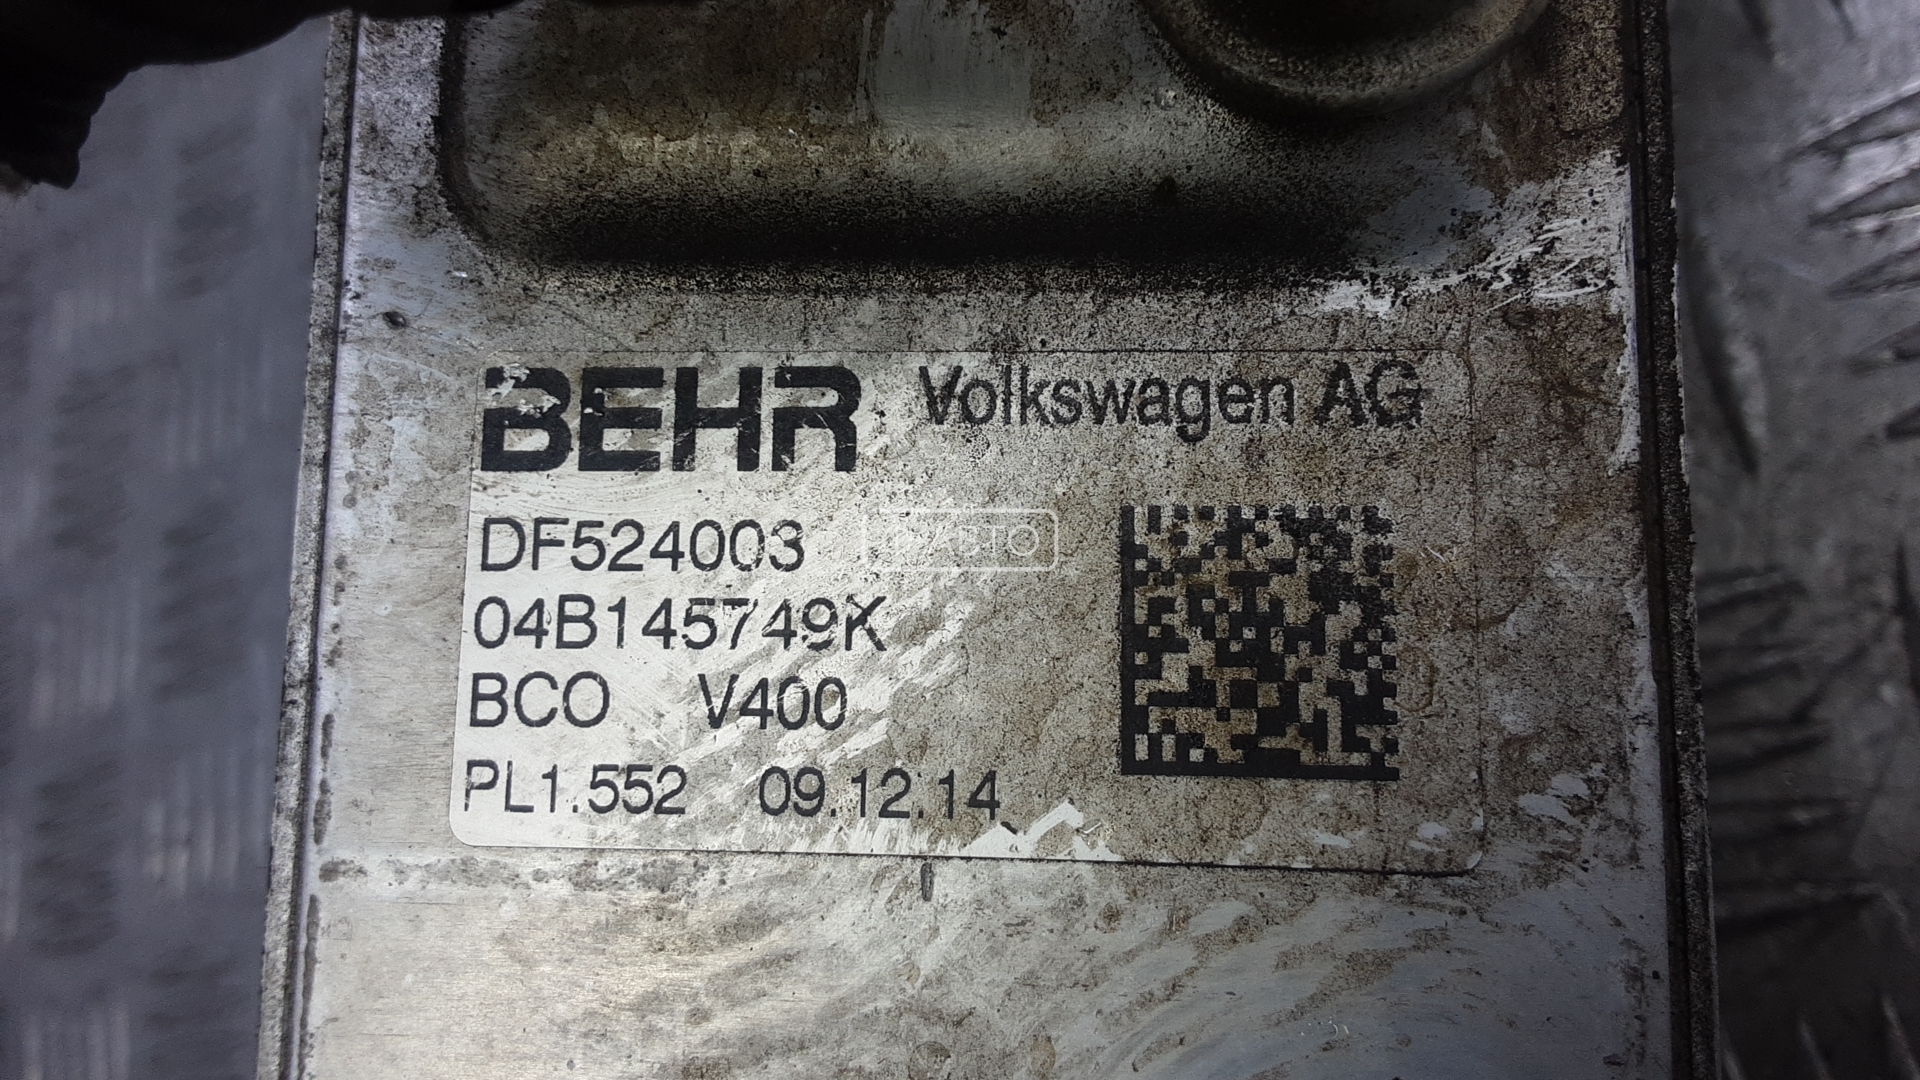 BEHR Volkswagen AG
DF524003
04B145749K
BCO V400
PL1.552 09.12.14